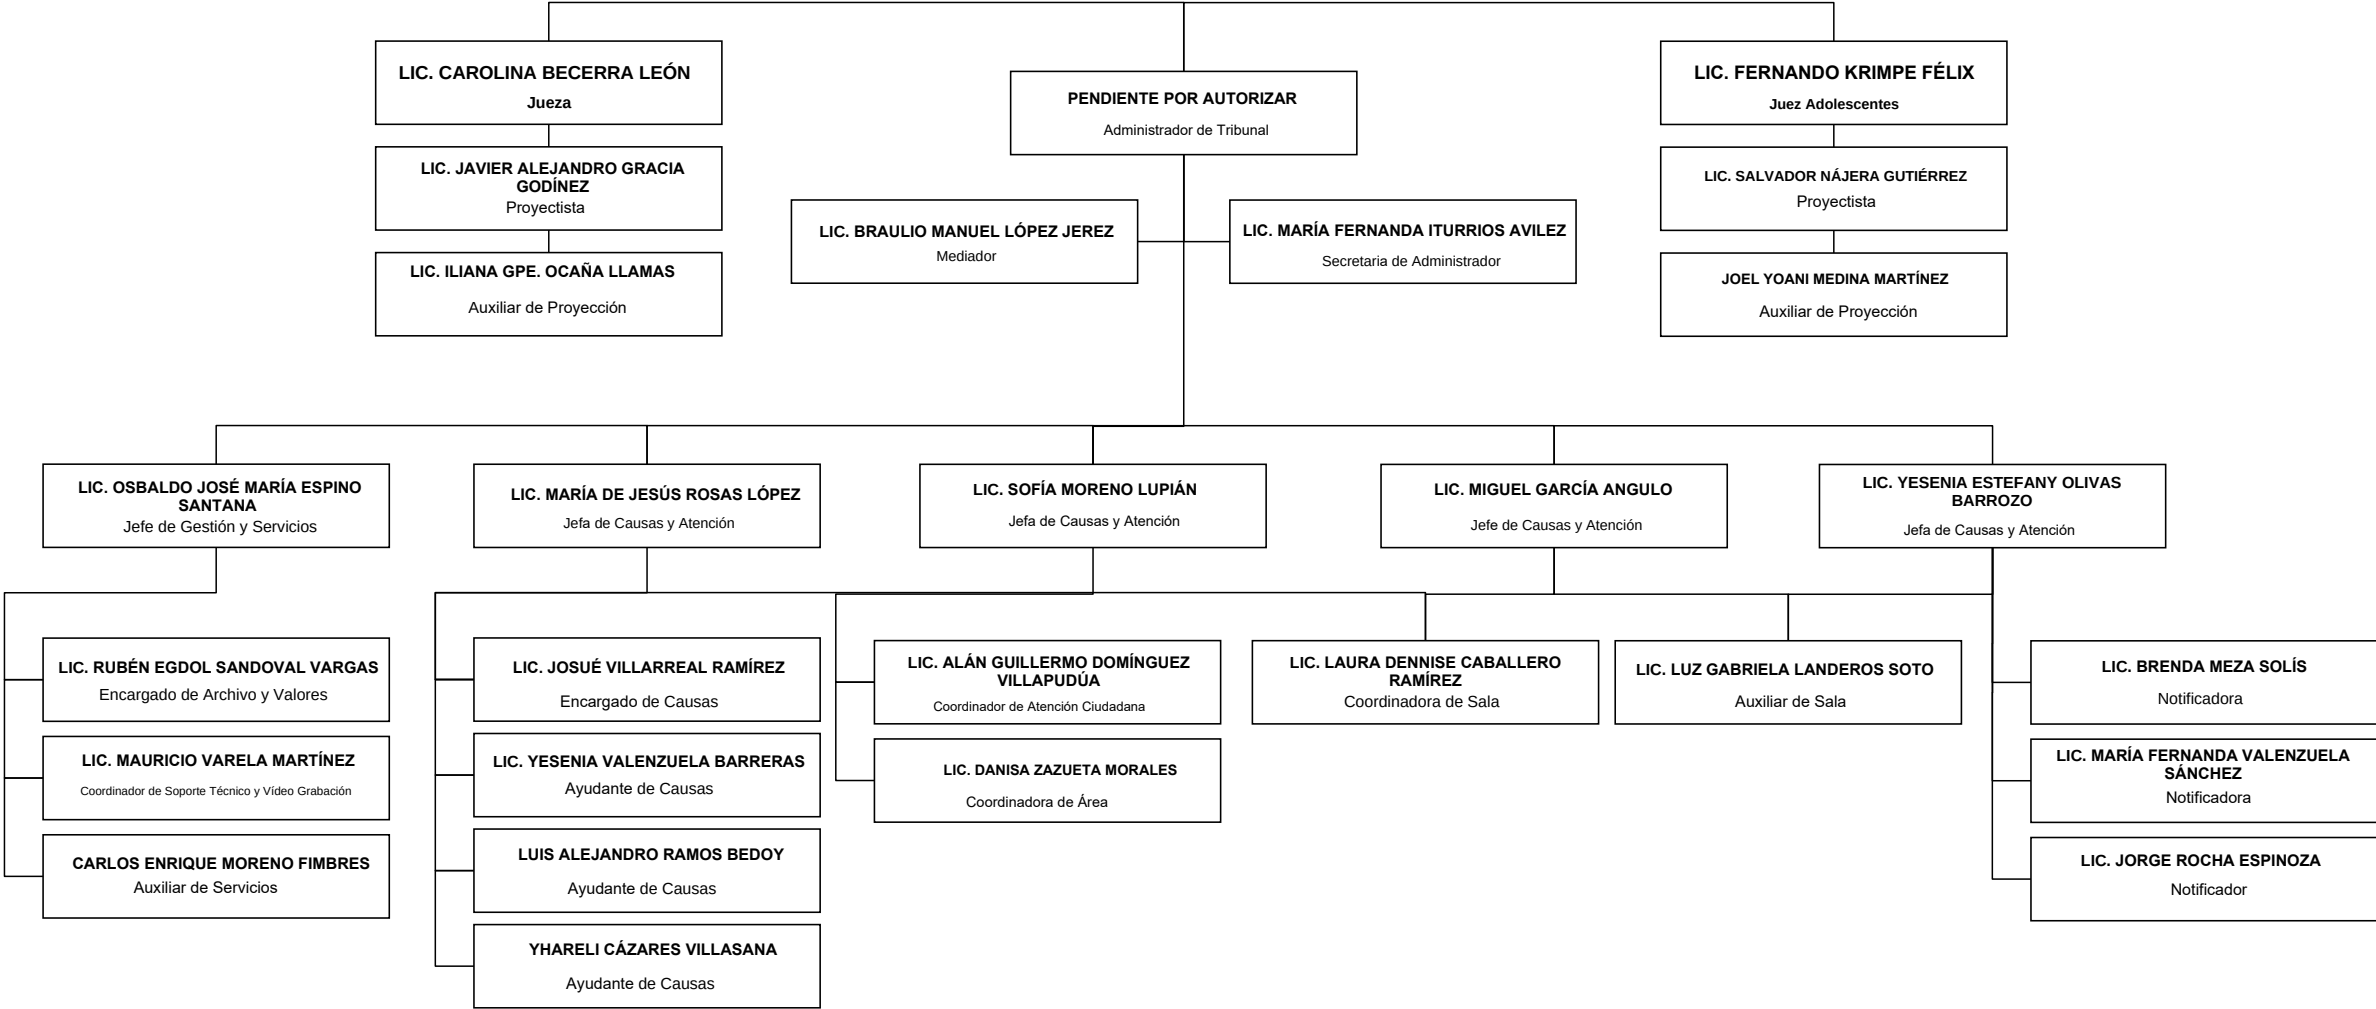 LIC. CAROLINA BECERRA LEÓN
Jueza
PENDIENTE POR AUTORIZAR
Administrador de Tribunal
LIC. FERNANDO KRIMPE FÉLIX
Juez Adolescentes
LIC. JAVIER ALEJANDRO GRACIA
GODÍNEZ
Proyectista
LIC. SALVADOR NÁJERA GUTIÉRREZ
Proyectista
LIC. BRAULIO MANUEL LÓPEZ JEREZ
Mediador
LIC. MARÍA FERNANDA ITURRIOS AVILEZ
Secretaria de Administrador
LIC. ILIANA GPE. OCAÑA LLAMAS
Auxiliar de Proyección
JOEL YOANI MEDINA MARTÍNEZ
Auxiliar de Proyección
LIC. OSBALDO JOSÉ MARÍA ESPINO
SANTANA
Jefe de Gestión y Servicios
LIC. MARÍA DE JESÚS ROSAS LÓPEZ
Jefa de Causas y Atención
LIC. SOFÍA MORENO LUPIÁN
Jefa de Causas y Atención
LIC. MIGUEL GARCÍA ANGULO
Jefe de Causas y Atención
LIC. YESENIA ESTEFANY OLIVAS
BARROZO
Jefa de Causas y Atención
LIC. RUBÉN EGDOL SANDOVAL VARGAS
Encargado de Archivo y Valores
LIC. JOSUÉ VILLARREAL RAMÍREZ
Encargado de Causas
LIC. ALÁN GUILLERMO DOMÍNGUEZ
VILLAPUDÚA
Coordinador de Atención Ciudadana
LIC. LAURA DENNISE CABALLERO
RAMÍREZ
Coordinadora de Sala
LIC. LUZ GABRIELA LANDEROS SOTO
Auxiliar de Sala
LIC. BRENDA MEZA SOLÍS
Notificadora
LIC. MAURICIO VARELA MARTÍNEZ
Coordinador de Soporte Técnico y Vídeo Grabación
LIC. YESENIA VALENZUELA BARRERAS
Ayudante de Causas
LIC. DANISA ZAZUETA MORALES
Coordinadora de Área
LIC. MARÍA FERNANDA VALENZUELA
SÁNCHEZ
Notificadora
CARLOS ENRIQUE MORENO FIMBRES
Auxiliar de Servicios
LUIS ALEJANDRO RAMOS BEDOY
Ayudante de Causas
LIC. JORGE ROCHA ESPINOZA
Notificador
YHARELI CÁZARES VILLASANA
Ayudante de Causas